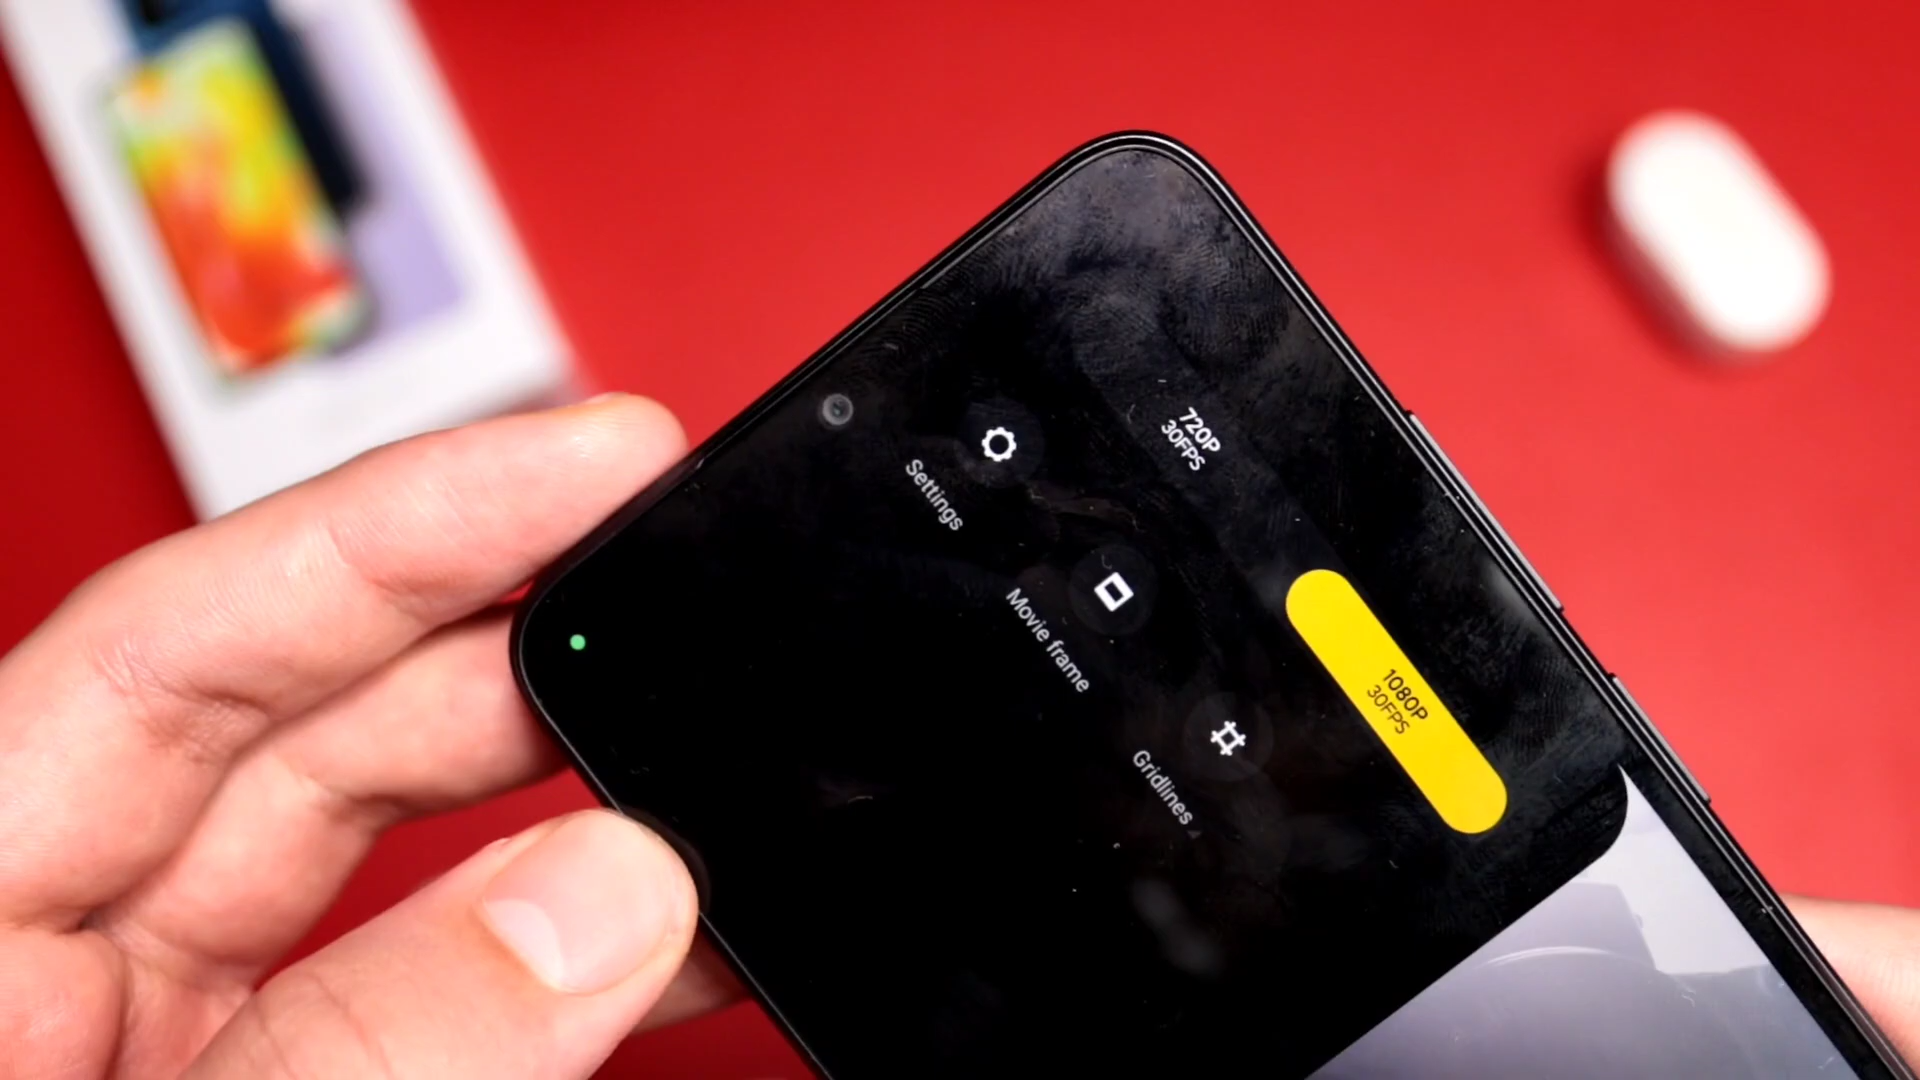 720P
30FPS
1080P
30FPS
Settings
Movie frame
Gridlines